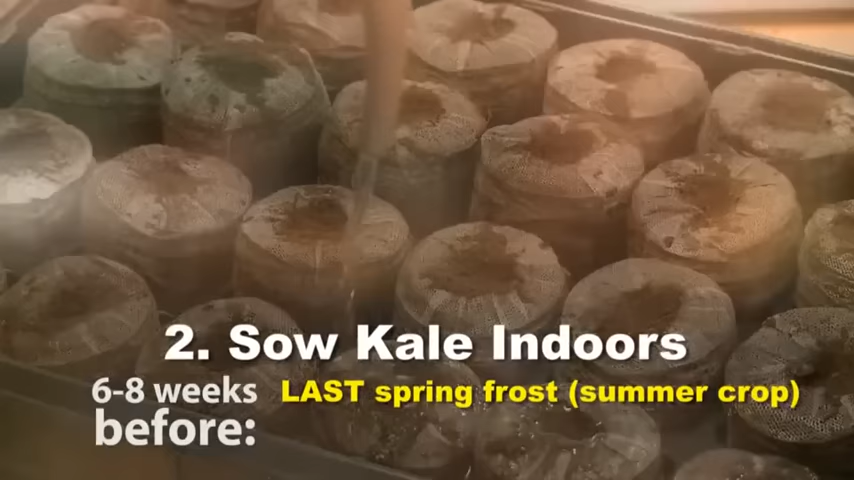 2. Sow Kale Indoors
6-8 weeks
before:
LAST spring frost (summer crop)